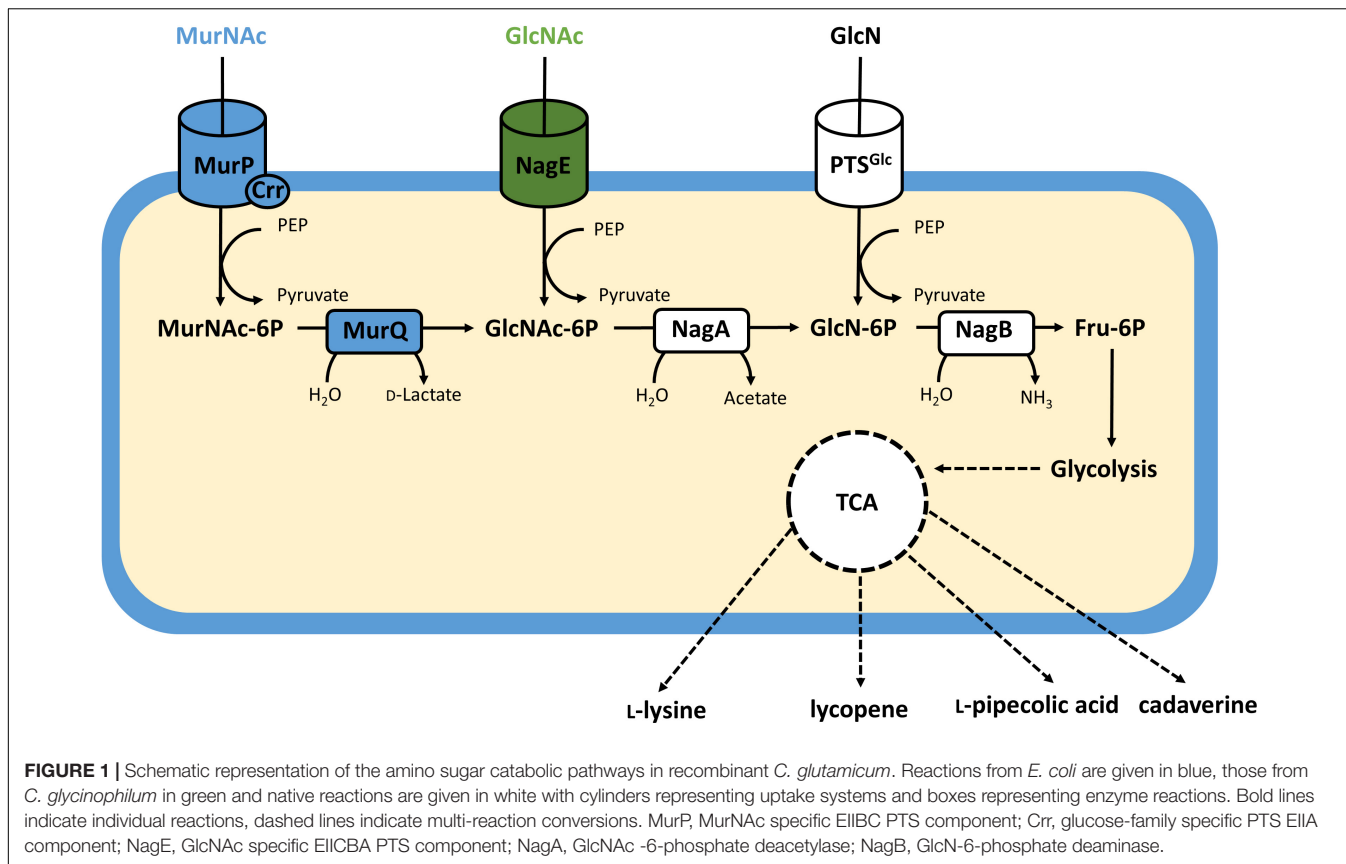 MurNAc GlcNAc GlcN
MurP NagE PTS^Glc
Crr
PEP PEP PEP
Pyruvate Pyruvate Pyruvate
MurNAc-6P MurQ GlcNAc-6P NagA GlcN-6P NagB Fru-6P
H₂O D-Lactate H₂O Acetate H₂O NH₃
Glycolysis
TCA
L-lysine lycopene L-pipecolic acid cadaverine
FIGURE 1 | Schematic representation of the amino sugar catabolic pathways in recombinant C. glutamicum. Reactions from E. coli are given in blue, those from
C. glycinophilum in green and native reactions are given in white with cylinders representing uptake systems and boxes representing enzyme reactions. Bold lines
indicate individual reactions, dashed lines indicate multi-reaction conversions. MurP, MurNAc specific EIIBC PTS component; Crr, glucose-family specific PTS EIIA
component; NagE, GlcNAc specific EIICBA PTS component; NagA, GlcNAc -6-phosphate deacetylase; NagB, GlcN-6-phosphate deaminase.